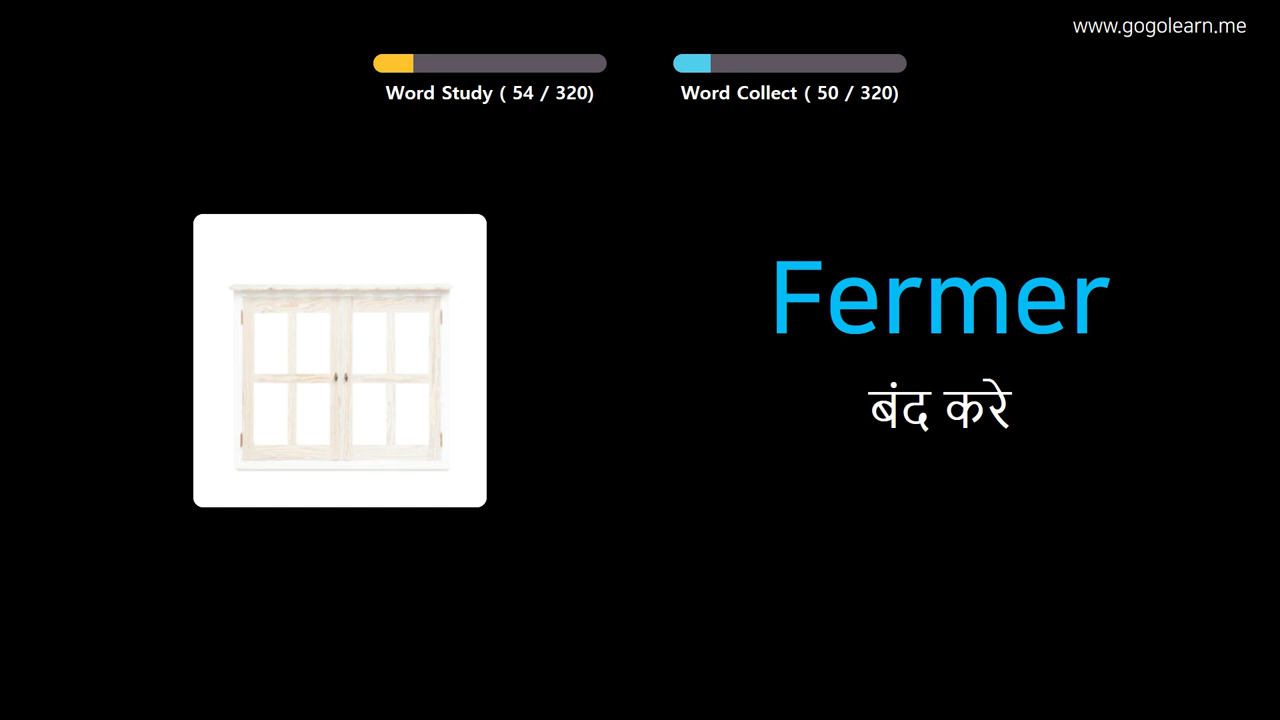 www.gogolearn.me
Word Study ( 54 / 320)
Word Collect ( 50 / 320)
Fermer
बंद करे